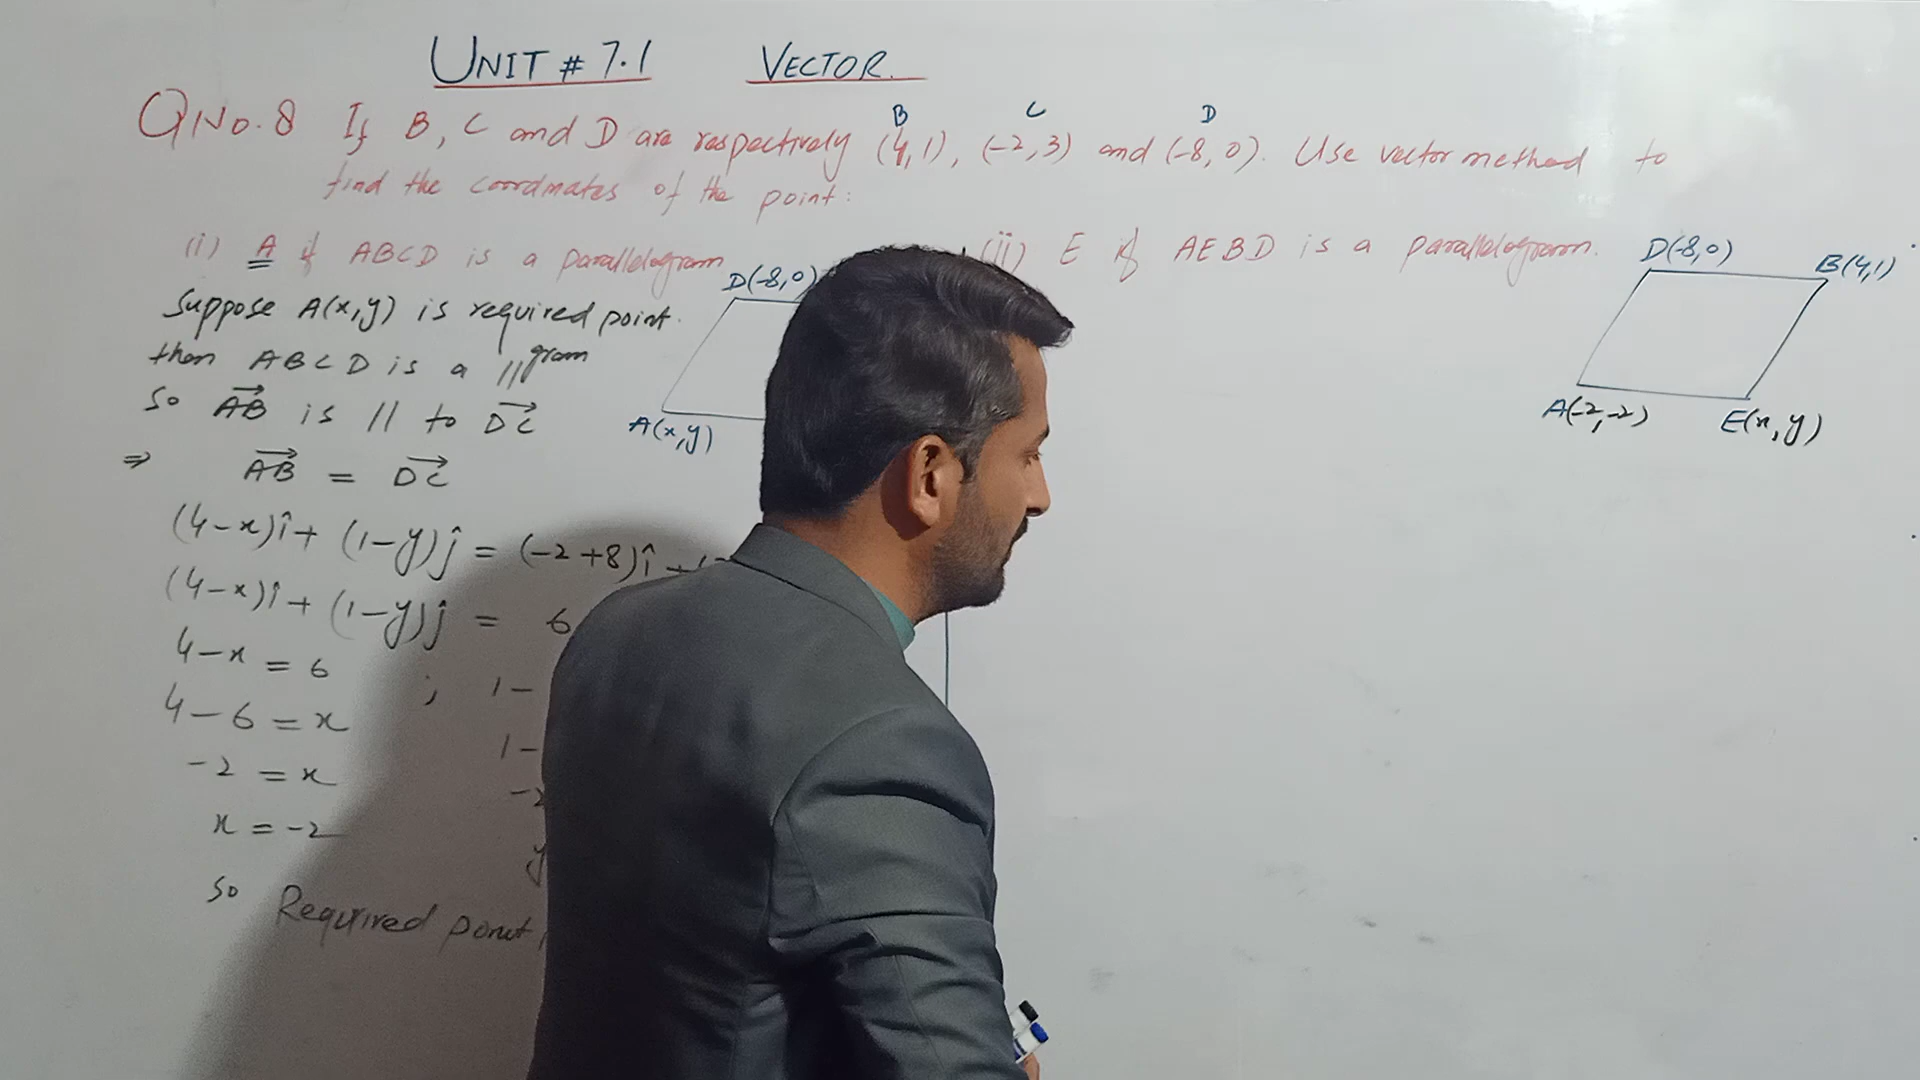 UNIT # 7.1 VECTOR.
B C D
Q No. 8 If B, C and D are respectively (4,1), (-2,3) and (-8,0). Use vector method to
find the coordinates of the point:
(i) A if ABCD is a parallelogram
(ii) E if AEBD is a parallelogram.
D(-8,0)
Suppose A(x,y) is required point.
then ABCD is a ||gram
So AB is || to DC
A(x,y)
⇒ AB = DC
(4-x)î + (1-y)ĵ = (-2+8)î +
(4-x)î + (1-y)ĵ = 6
4-x = 6 ; 1-
4-6 = x 1-
-2 = x
x = -2 y
So Required point
D(-8,0) B(4,1)
A(-2,-2) E(x,y)